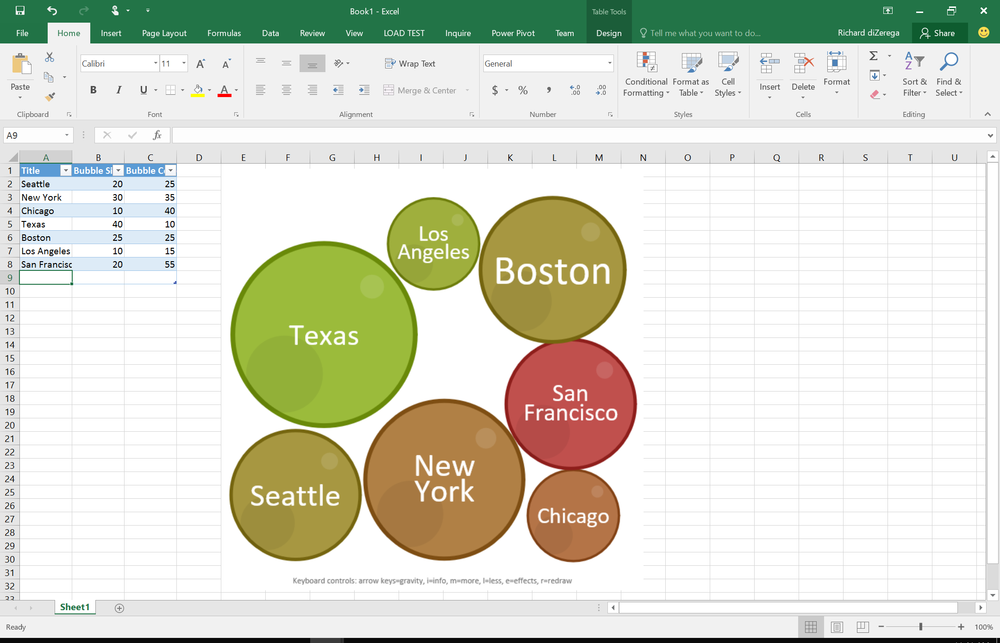 Book1 - Excel
Table Tools
File Home Insert Page Layout Formulas Data Review View LOAD TEST Inquire Power Pivot Team Design Tell me what you want to do... Richard diZerega Share
Calibri 11 Wrap Text General
Paste B I U A Merge & Center $ % Conditional Formatting Format as Table Cell Styles Insert Delete Format Sort & Filter Find & Select
Clipboard Font Alignment Number Styles Cells Editing
A9 fx
A B C D E F G H I J K L M N O P Q R S T U
1 Title Bubble Si Bubble C
2 Seattle 20 25
3 New York 30 35
4 Chicago 10 40
5 Texas 40 10
6 Boston 25 25
7 Los Angeles 10 15
8 San Francisc 20 55
9
10
11
12
13
14
15
16
17
18
19
20
21
22
23
24
25
26
27
28
29
30
31
32
33
Los
Angeles
Boston
Texas
San
Francisco
New
York
Seattle
Chicago
Keyboard controls: arrow keys=gravity, i=info, m=more, l=less, e=effects, r=redraw
Sheet1
Ready 100%